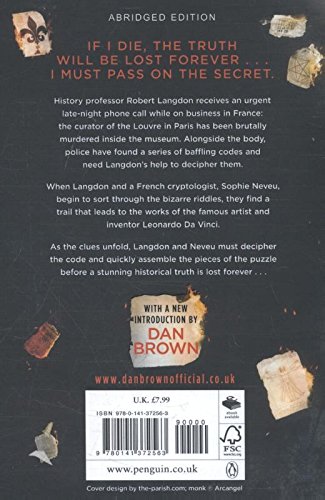 ABRIDGED EDITION
IF I DIE, THE TRUTH
WILL BE LOST FOREVER . . .
I MUST PASS ON THE SECRET.
History professor Robert Langdon receives an urgent
late-night phone call while on business in France:
the curator of the Louvre in Paris has been brutally
murdered inside the museum. Alongside the body,
police have found a series of baffling codes and
need Langdon's help to decipher them.
When Langdon and a French cryptologist, Sophie Neveu,
begin to sort through the bizarre riddles, they find a
trail that leads to the works of the famous artist and
inventor Leonardo Da Vinci.
As the clues unfold, Langdon and Neveu must decipher
the code and quickly assemble the pieces of the puzzle
before a stunning historical truth is lost forever . . .
WITH A NEW
INTRODUCTION BY
DAN
BROWN
www.danbrownofficial.co.uk
U.K. £7.99
ISBN 978-0-141-37256-3
90000
9 780141 372563
ebook
available
FSC
www.penguin.co.uk
Cover design by the-parish.com; monk © Arcangel